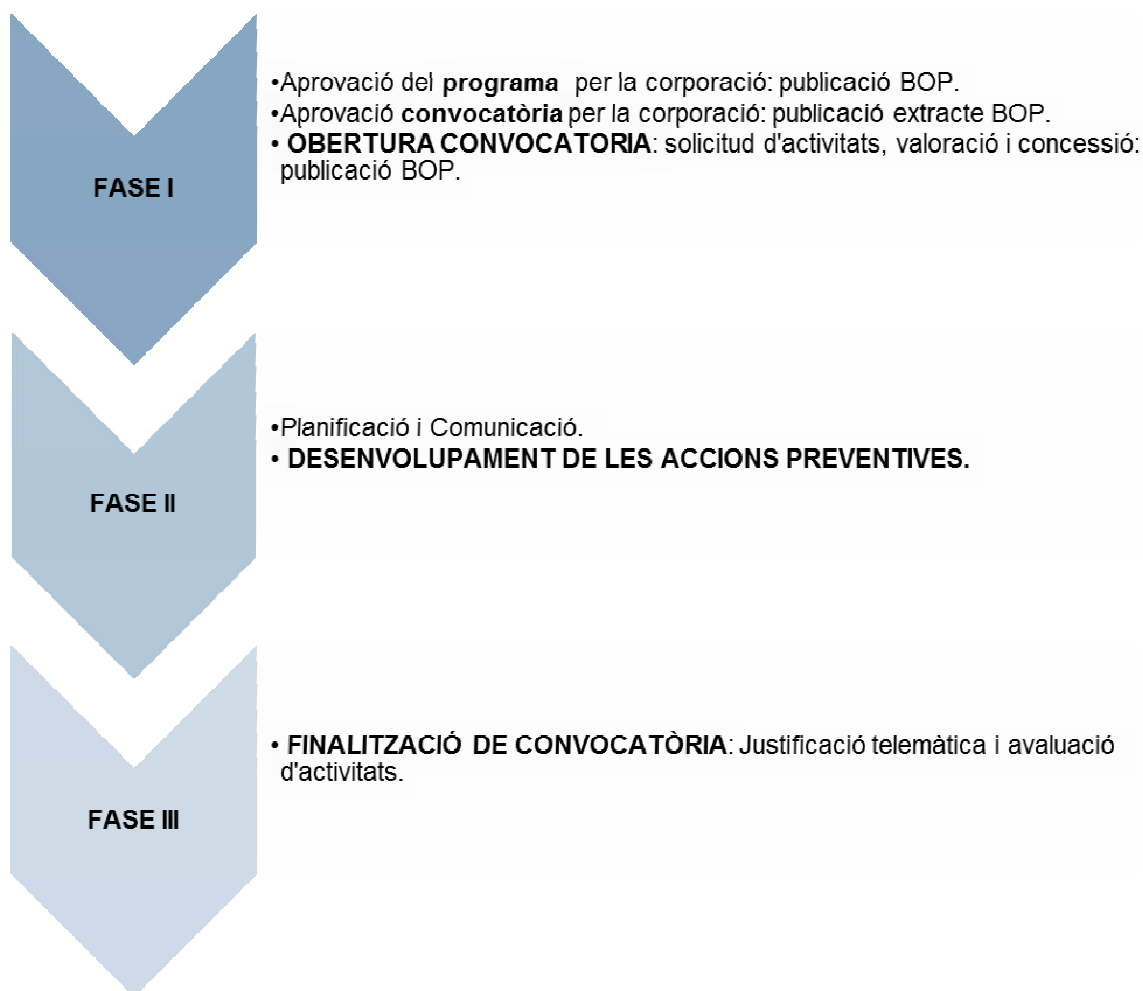 FASE I
•Aprovació del programa per la corporació: publicació BOP.
•Aprovació convocatòria per la corporació: publicació extracte BOP.
• OBERTURA CONVOCATORIA: solicitud d'activitats, valoració i concessió:
publicació BOP.
FASE II
•Planificació i Comunicació.
• DESENVOLUPAMENT DE LES ACCIONS PREVENTIVES.
FASE III
• FINALITZACIÓ DE CONVOCATÒRIA: Justificació telemàtica i avaluació
d'activitats.